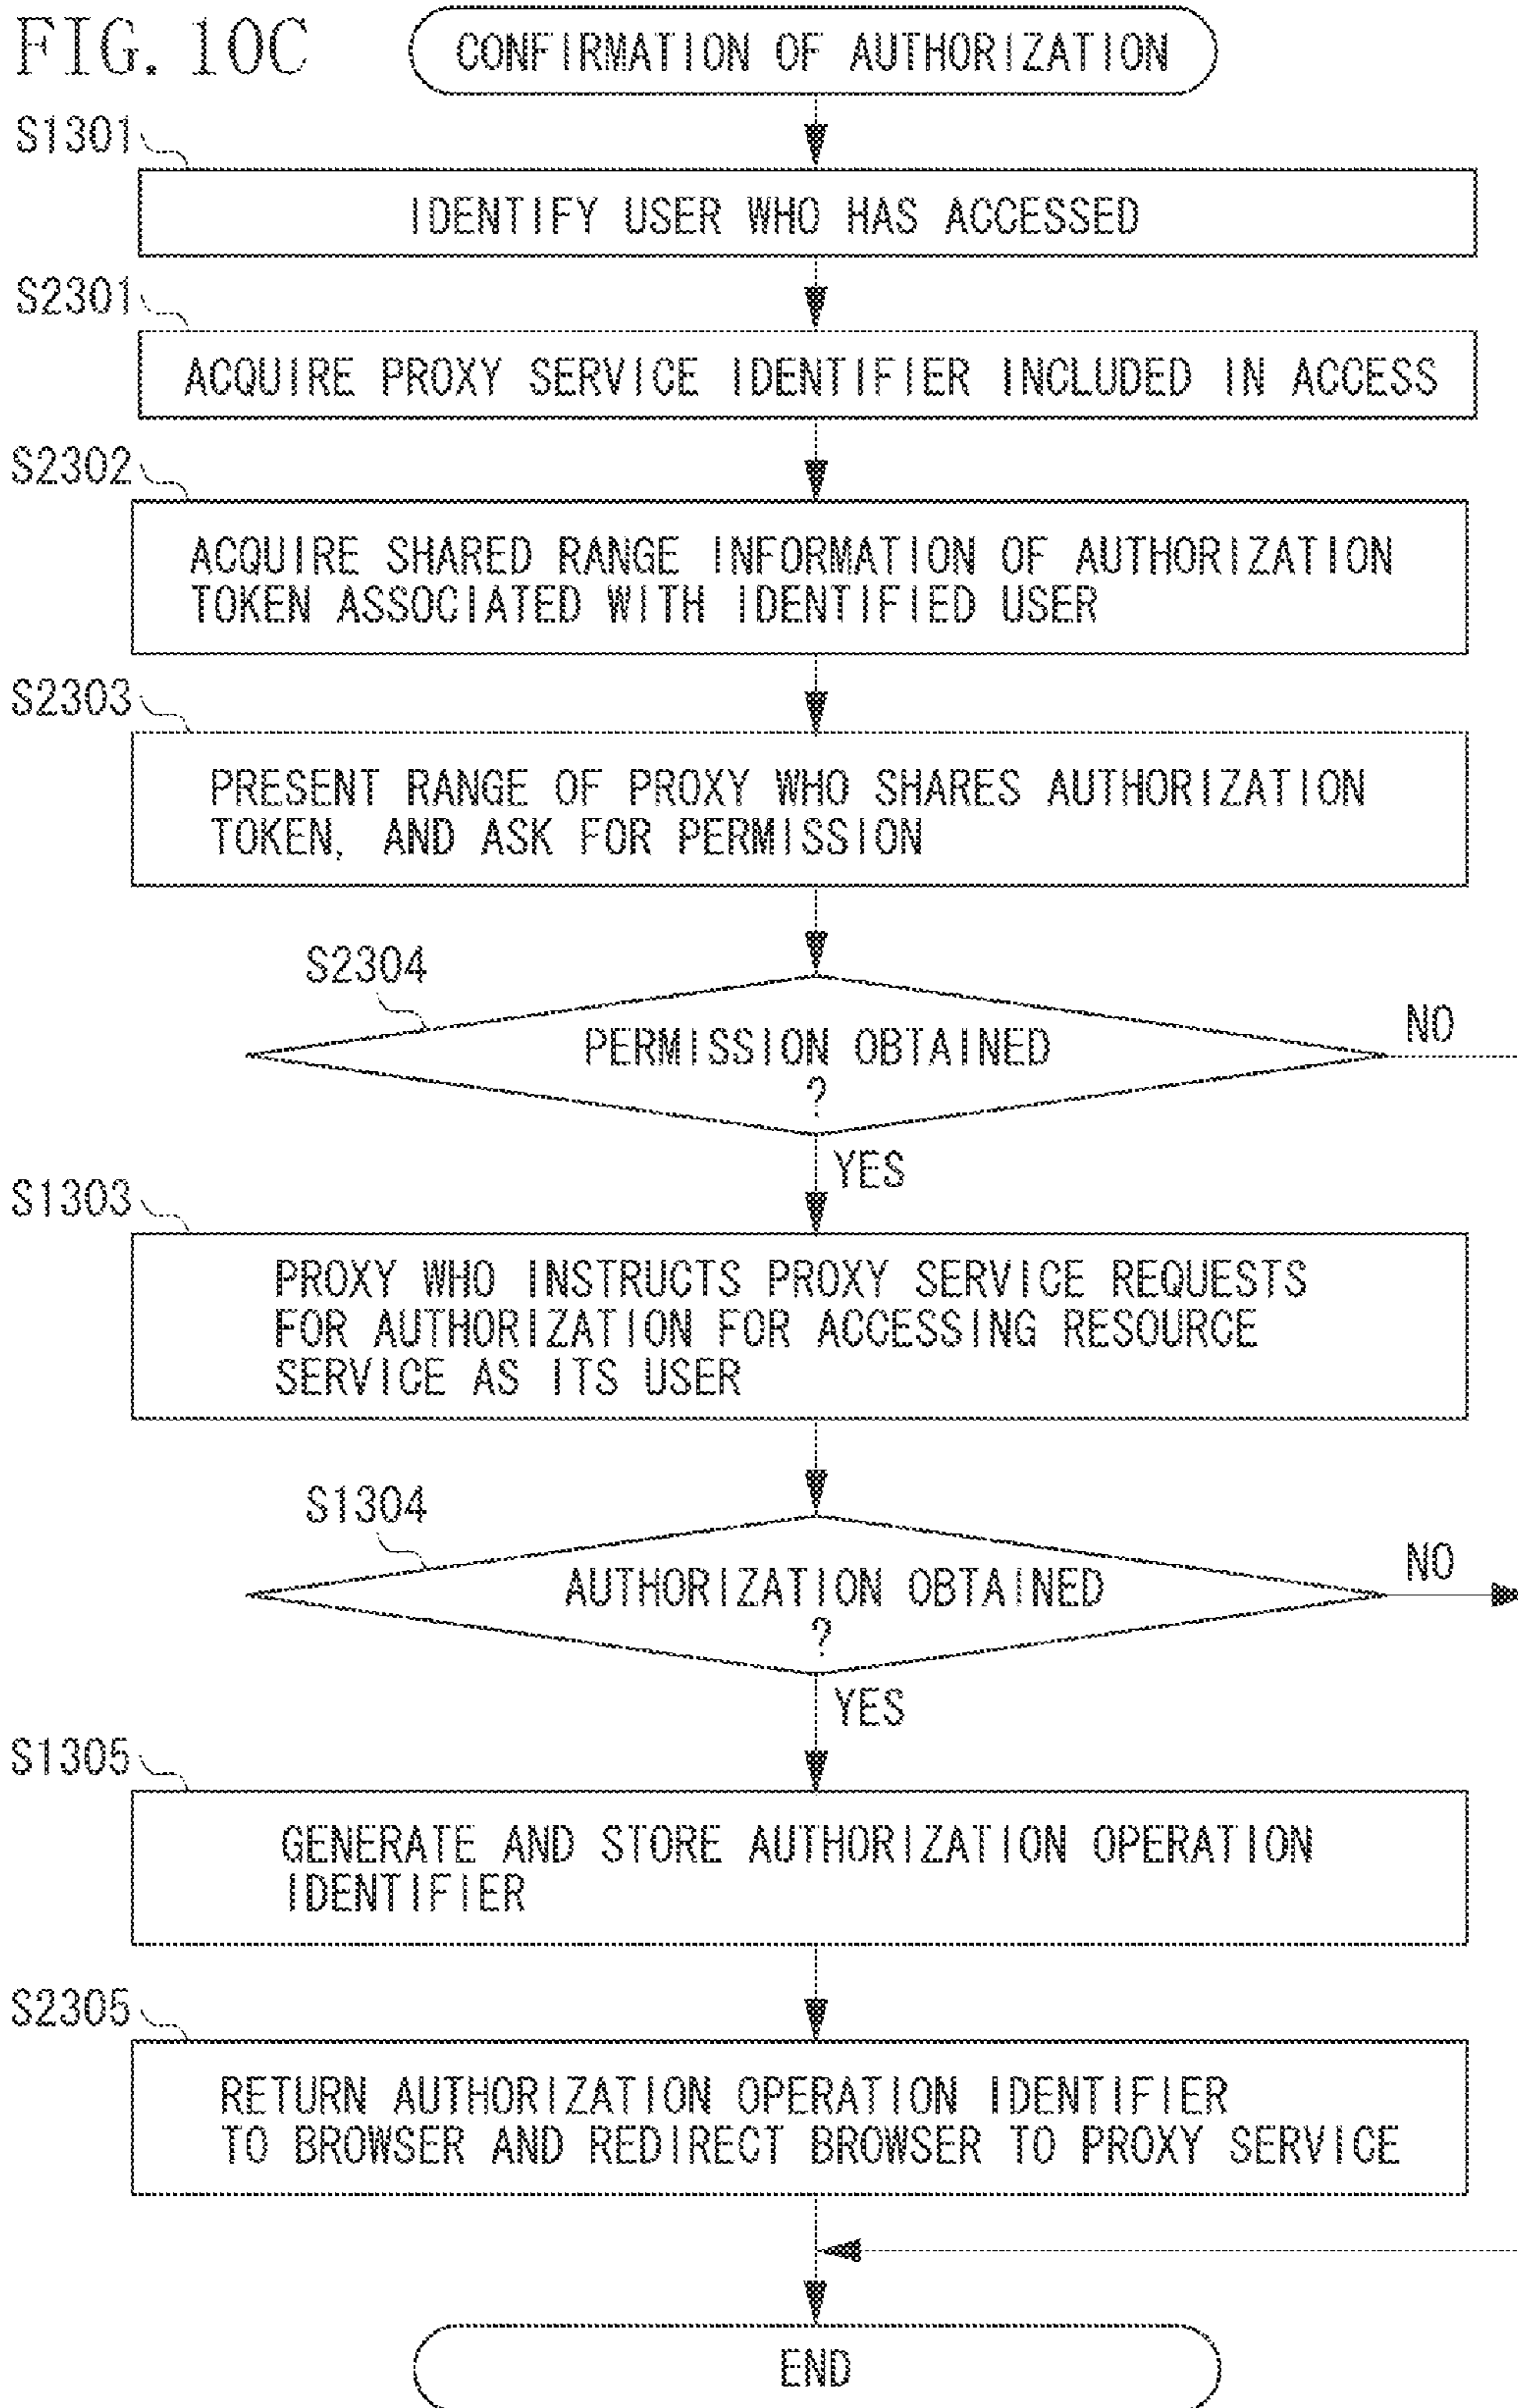 FIG. 10C
CONFIRMATION OF AUTHORIZATION
S1301
IDENTIFY USER WHO HAS ACCESSED
S2301
ACQUIRE PROXY SERVICE IDENTIFIER INCLUDED IN ACCESS
S2302
ACQUIRE SHARED RANGE INFORMATION OF AUTHORIZATION
TOKEN ASSOCIATED WITH IDENTIFIED USER
S2303
PRESENT RANGE OF PROXY WHO SHARES AUTHORIZATION
TOKEN, AND ASK FOR PERMISSION
S2304
PERMISSION OBTAINED
?
NO
YES
S1303
PROXY WHO INSTRUCTS PROXY SERVICE REQUESTS
FOR AUTHORIZATION FOR ACCESSING RESOURCE
SERVICE AS ITS USER
S1304
AUTHORIZATION OBTAINED
?
NO
YES
S1305
GENERATE AND STORE AUTHORIZATION OPERATION
IDENTIFIER
S2305
RETURN AUTHORIZATION OPERATION IDENTIFIER
TO BROWSER AND REDIRECT BROWSER TO PROXY SERVICE
END